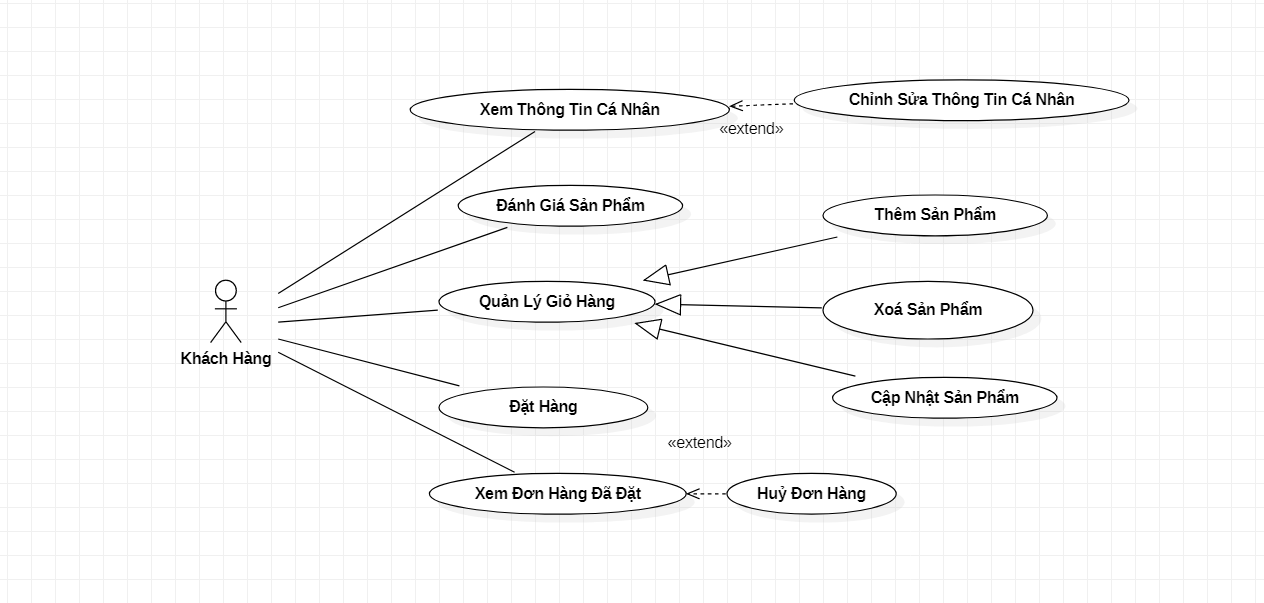 Xem Thông Tin Cá Nhân
Chỉnh Sửa Thông Tin Cá Nhân
«extend»
Đánh Giá Sản Phẩm
Thêm Sản Phẩm
Quản Lý Giỏ Hàng
Xoá Sản Phẩm
Khách Hàng
Đặt Hàng
Cập Nhật Sản Phẩm
«extend»
Xem Đơn Hàng Đã Đặt
Huỷ Đơn Hàng